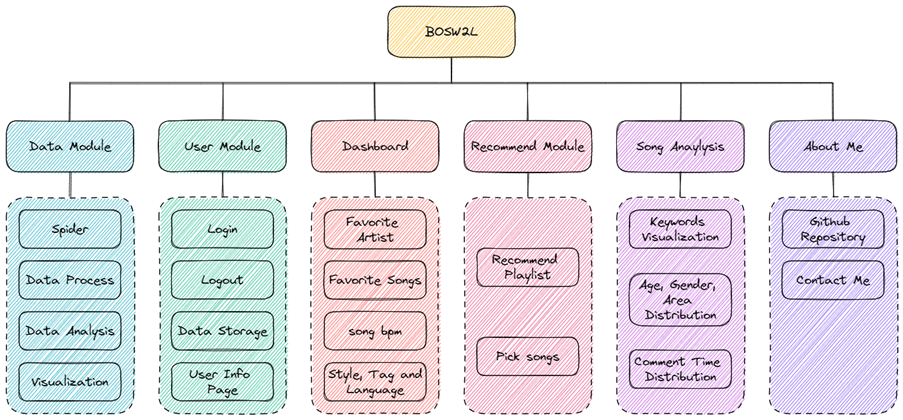 BOSW2L
Data Module
User Module
Dashboard
Recommend Module
Song Anaylysis
About Me
Spider
Data Process
Data Analysis
Visualization
Login
Logout
Data Storage
User Info
Page
Favorite
Artist
Favorite Songs
song bpm
Style, Tag and
Language
Recommend
Playlist
Pick songs
Keywords
Visualization
Age, Gender,
Area
Distribution
Comment Time
Distribution
Github
Repository
Contact Me